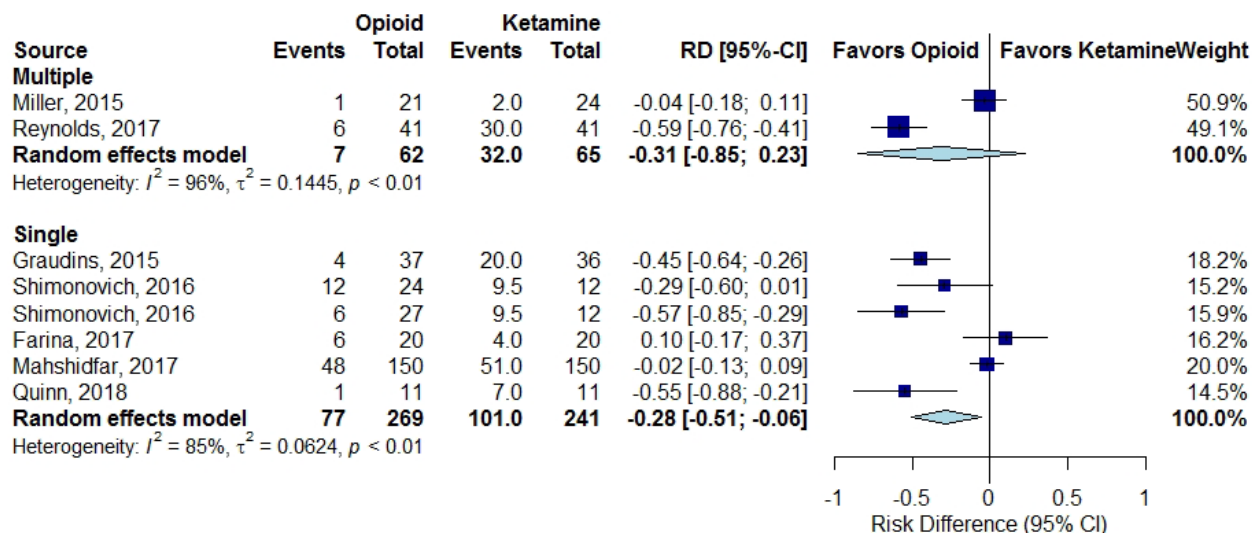 Opioid Ketamine
Source Events Total Events Total RD [95%-CI] Favors Opioid Favors KetamineWeight
Multiple
Miller, 2015 1 21 2.0 24 -0.04 [-0.18; 0.11] 50.9%
Reynolds, 2017 6 41 30.0 41 -0.59 [-0.76; -0.41] 49.1%
Random effects model 7 62 32.0 65 -0.31 [-0.85; 0.23] 100.0%
Heterogeneity: I² = 96%, τ² = 0.1445, p < 0.01
Single
Graudins, 2015 4 37 20.0 36 -0.45 [-0.64; -0.26] 18.2%
Shimonovich, 2016 12 24 9.5 12 -0.29 [-0.60; 0.01] 15.2%
Shimonovich, 2016 6 27 9.5 12 -0.57 [-0.85; -0.29] 15.9%
Farina, 2017 6 20 4.0 20 0.10 [-0.17; 0.37] 16.2%
Mahshidfar, 2017 48 150 51.0 150 -0.02 [-0.13; 0.09] 20.0%
Quinn, 2018 1 11 7.0 11 -0.55 [-0.88; -0.21] 14.5%
Random effects model 77 269 101.0 241 -0.28 [-0.51; -0.06] 100.0%
Heterogeneity: I² = 85%, τ² = 0.0624, p < 0.01
-1 -0.5 0 0.5 1
Risk Difference (95% CI)